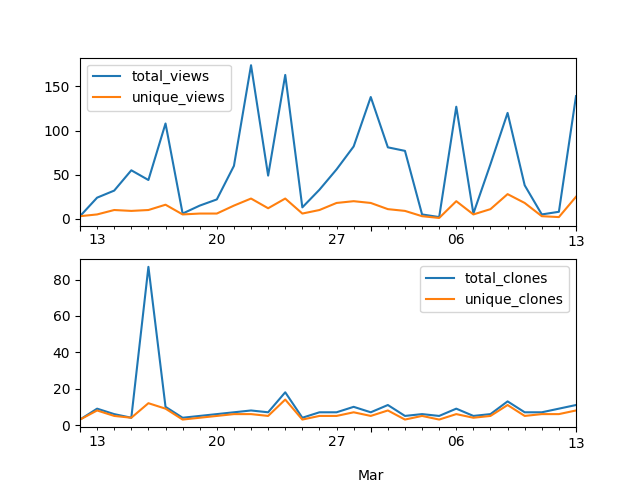 total_views
unique_views
150
100
50
0
13 20 27 06 13
total_clones
unique_clones
80
60
40
20
0
13 20 27 06 13
Mar